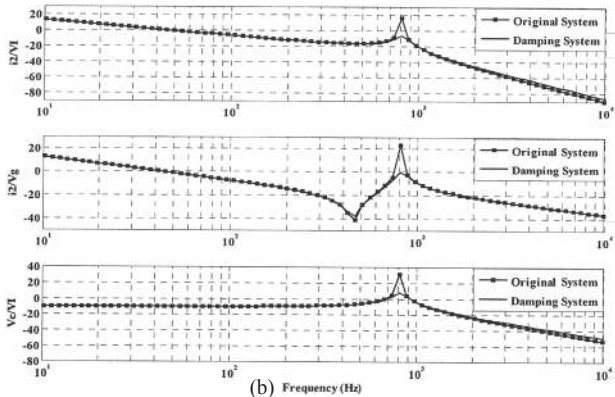 20
0
-20
-40
-60
-80
i2/VI
Original System
Damping System
10¹ 10² 10³ 10⁴
20
0
-20
-40
i2/Vg
Original System
Damping System
10¹ 10² 10³ 10⁴
40
20
0
-20
-40
-60
-80
Vc/VI
Original System
Damping System
10¹ 10² 10³ 10⁴
(b) Frequency (Hz)